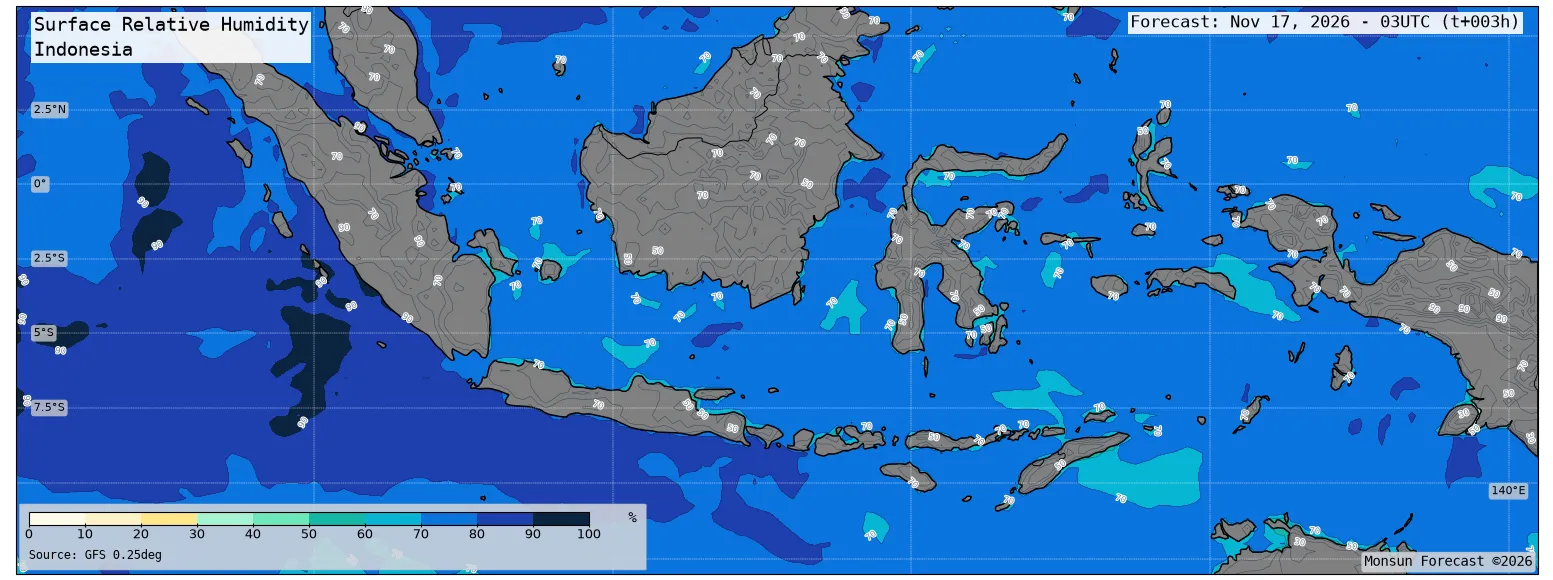 Surface Relative Humidity
Indonesia
Forecast: Nov 17, 2026 - 03UTC (t+003h)
2.5°N
0°
2.5°S
5°S
7.5°S
140°E
%
0 10 20 30 40 50 60 70 80 90 100
Source: GFS 0.25deg
Monsun Forecast ©2026